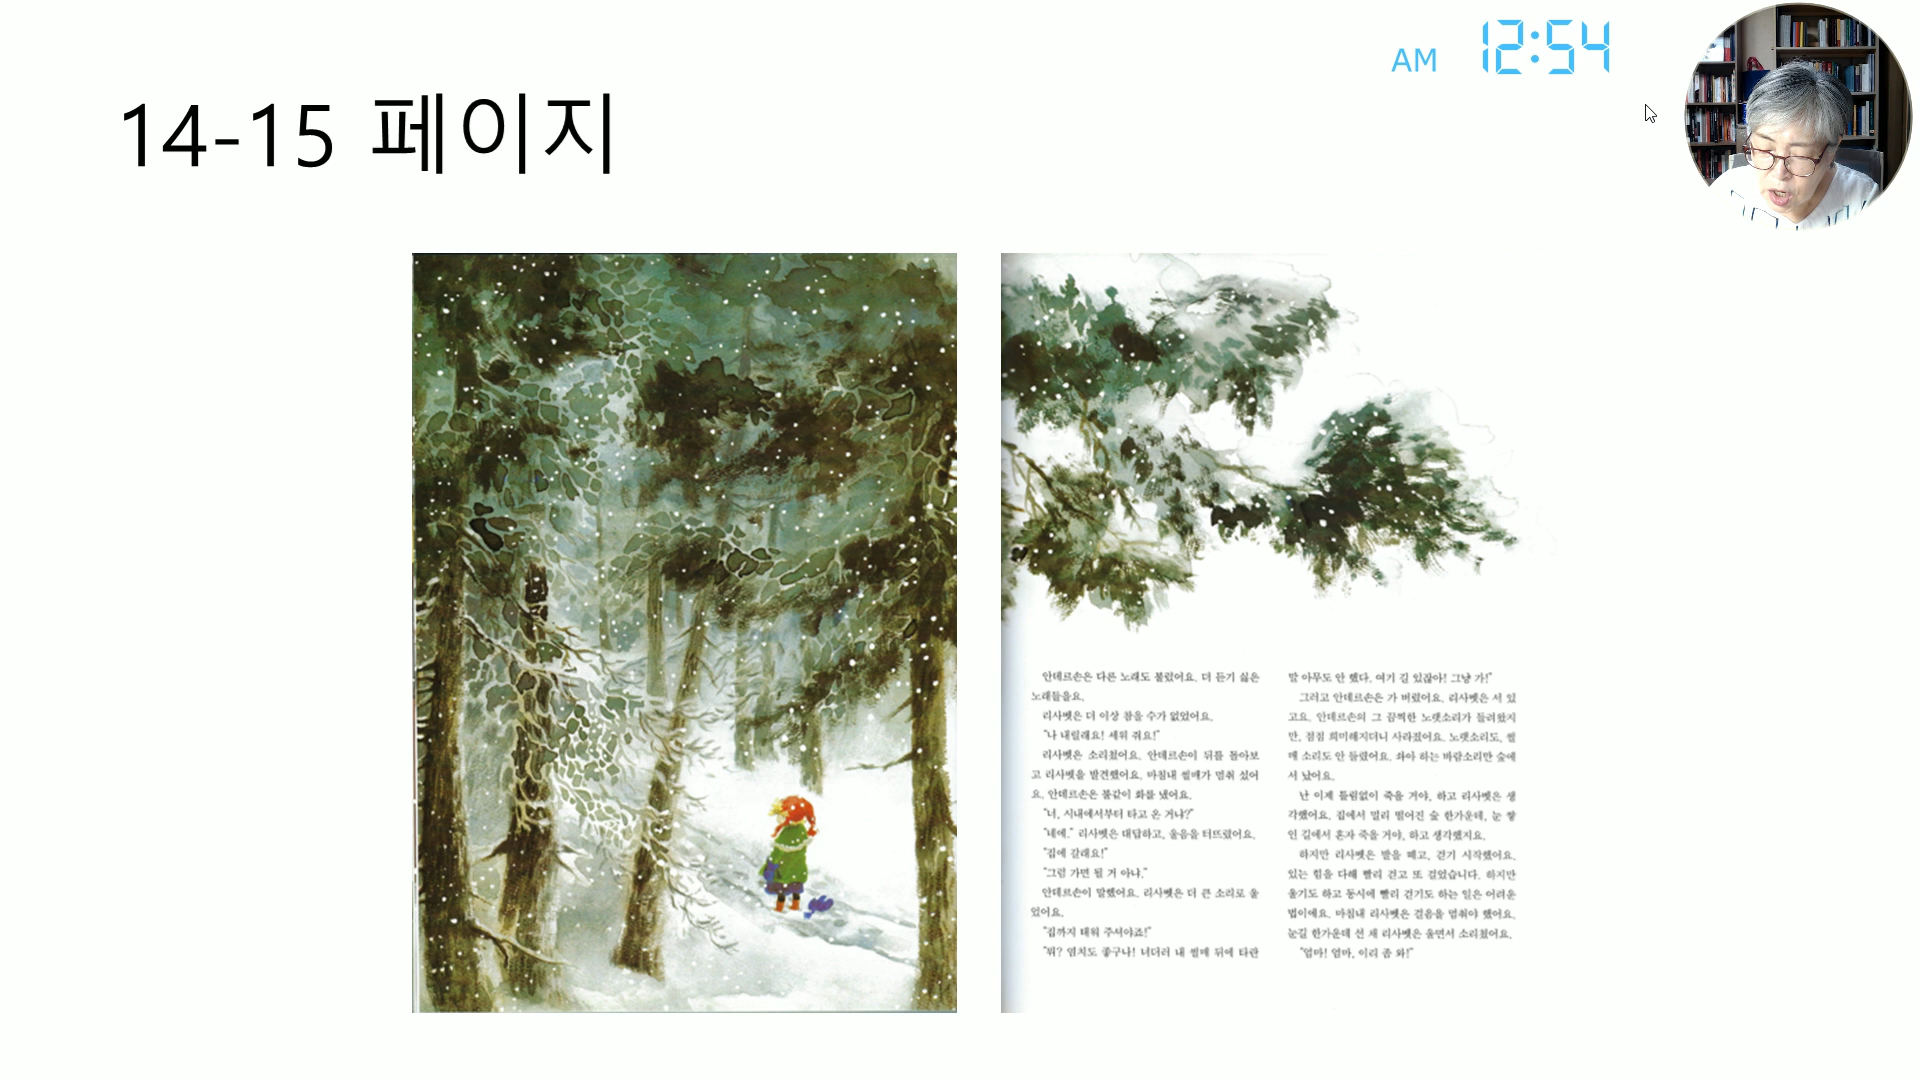 AM 12:54
14-15 페이지
안데르손은 다른 노래도 불렀어요. 더 듣기 싫은
노래들을요.
리사벳은 더 이상 참을 수가 없었어요.
"나 내릴래요! 세워 줘요!"
리사벳은 소리쳤어요. 안데르손이 뒤를 돌아보
고 리사벳을 발견했어요. 마침내 썰매가 멈춰 섰어
요. 안데르손은 불같이 화를 냈어요.
"너, 시내에서부터 타고 온 거냐?"
"네에." 리사벳은 대답하고, 울음을 터뜨렸어요.
"집에 갈래요!"
"그럼 가면 될 거 아냐."
안데르손이 말했어요. 리사벳은 더 큰 소리로 울
었어요.
"집까지 태워 주셔야죠!"
"뭐? 염치도 좋구나! 너더러 내 썰매 뒤에 타란
말 아무도 안 했다. 여기 길 있잖아! 그냥 가!"
그러고 안데르손은 가 버렸어요. 리사벳은 서 있
고요. 안데르손의 그 끔찍한 노랫소리가 들려왔지
만, 점점 희미해지더니 사라졌어요. 노랫소리도, 썰
매 소리도 안 들렸어요. 솨아 하는 바람소리만 숲에
서 났어요.
난 이제 틀림없이 죽을 거야, 하고 리사벳은 생
각했어요. 집에서 멀리 떨어진 숲 한가운데, 눈 쌓
인 길에서 혼자 죽을 거야, 하고 생각했지요.
하지만 리사벳은 발을 떼고, 걷기 시작했어요.
있는 힘을 다해 빨리 걷고 또 걸었습니다. 하지만
울기도 하고 동시에 빨리 걷기도 하는 일은 어려운
법이에요. 마침내 리사벳은 걸음을 멈춰야 했어요.
눈길 한가운데 선 채 리사벳은 울면서 소리쳤어요.
"엄마! 엄마, 이리 좀 와!"